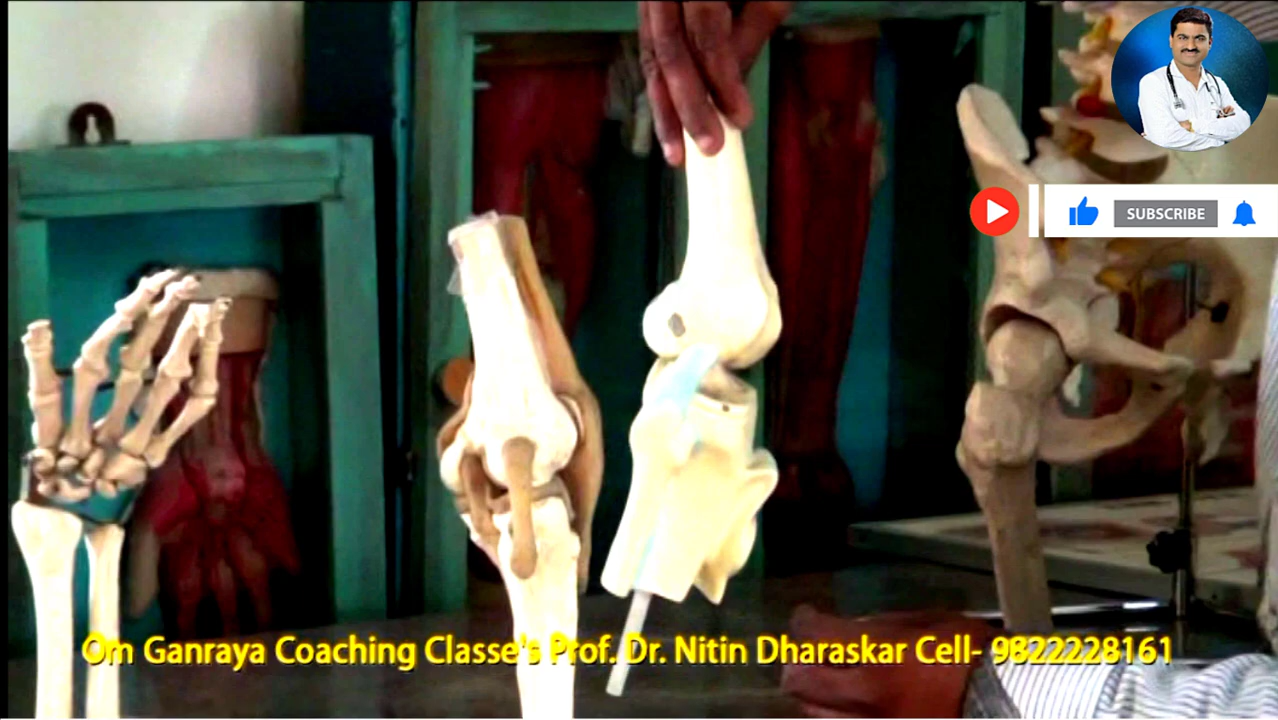 SUBSCRIBE
Om Ganraya Coaching Classe's Prof. Dr. Nitin Dharaskar Cell- 9822228161